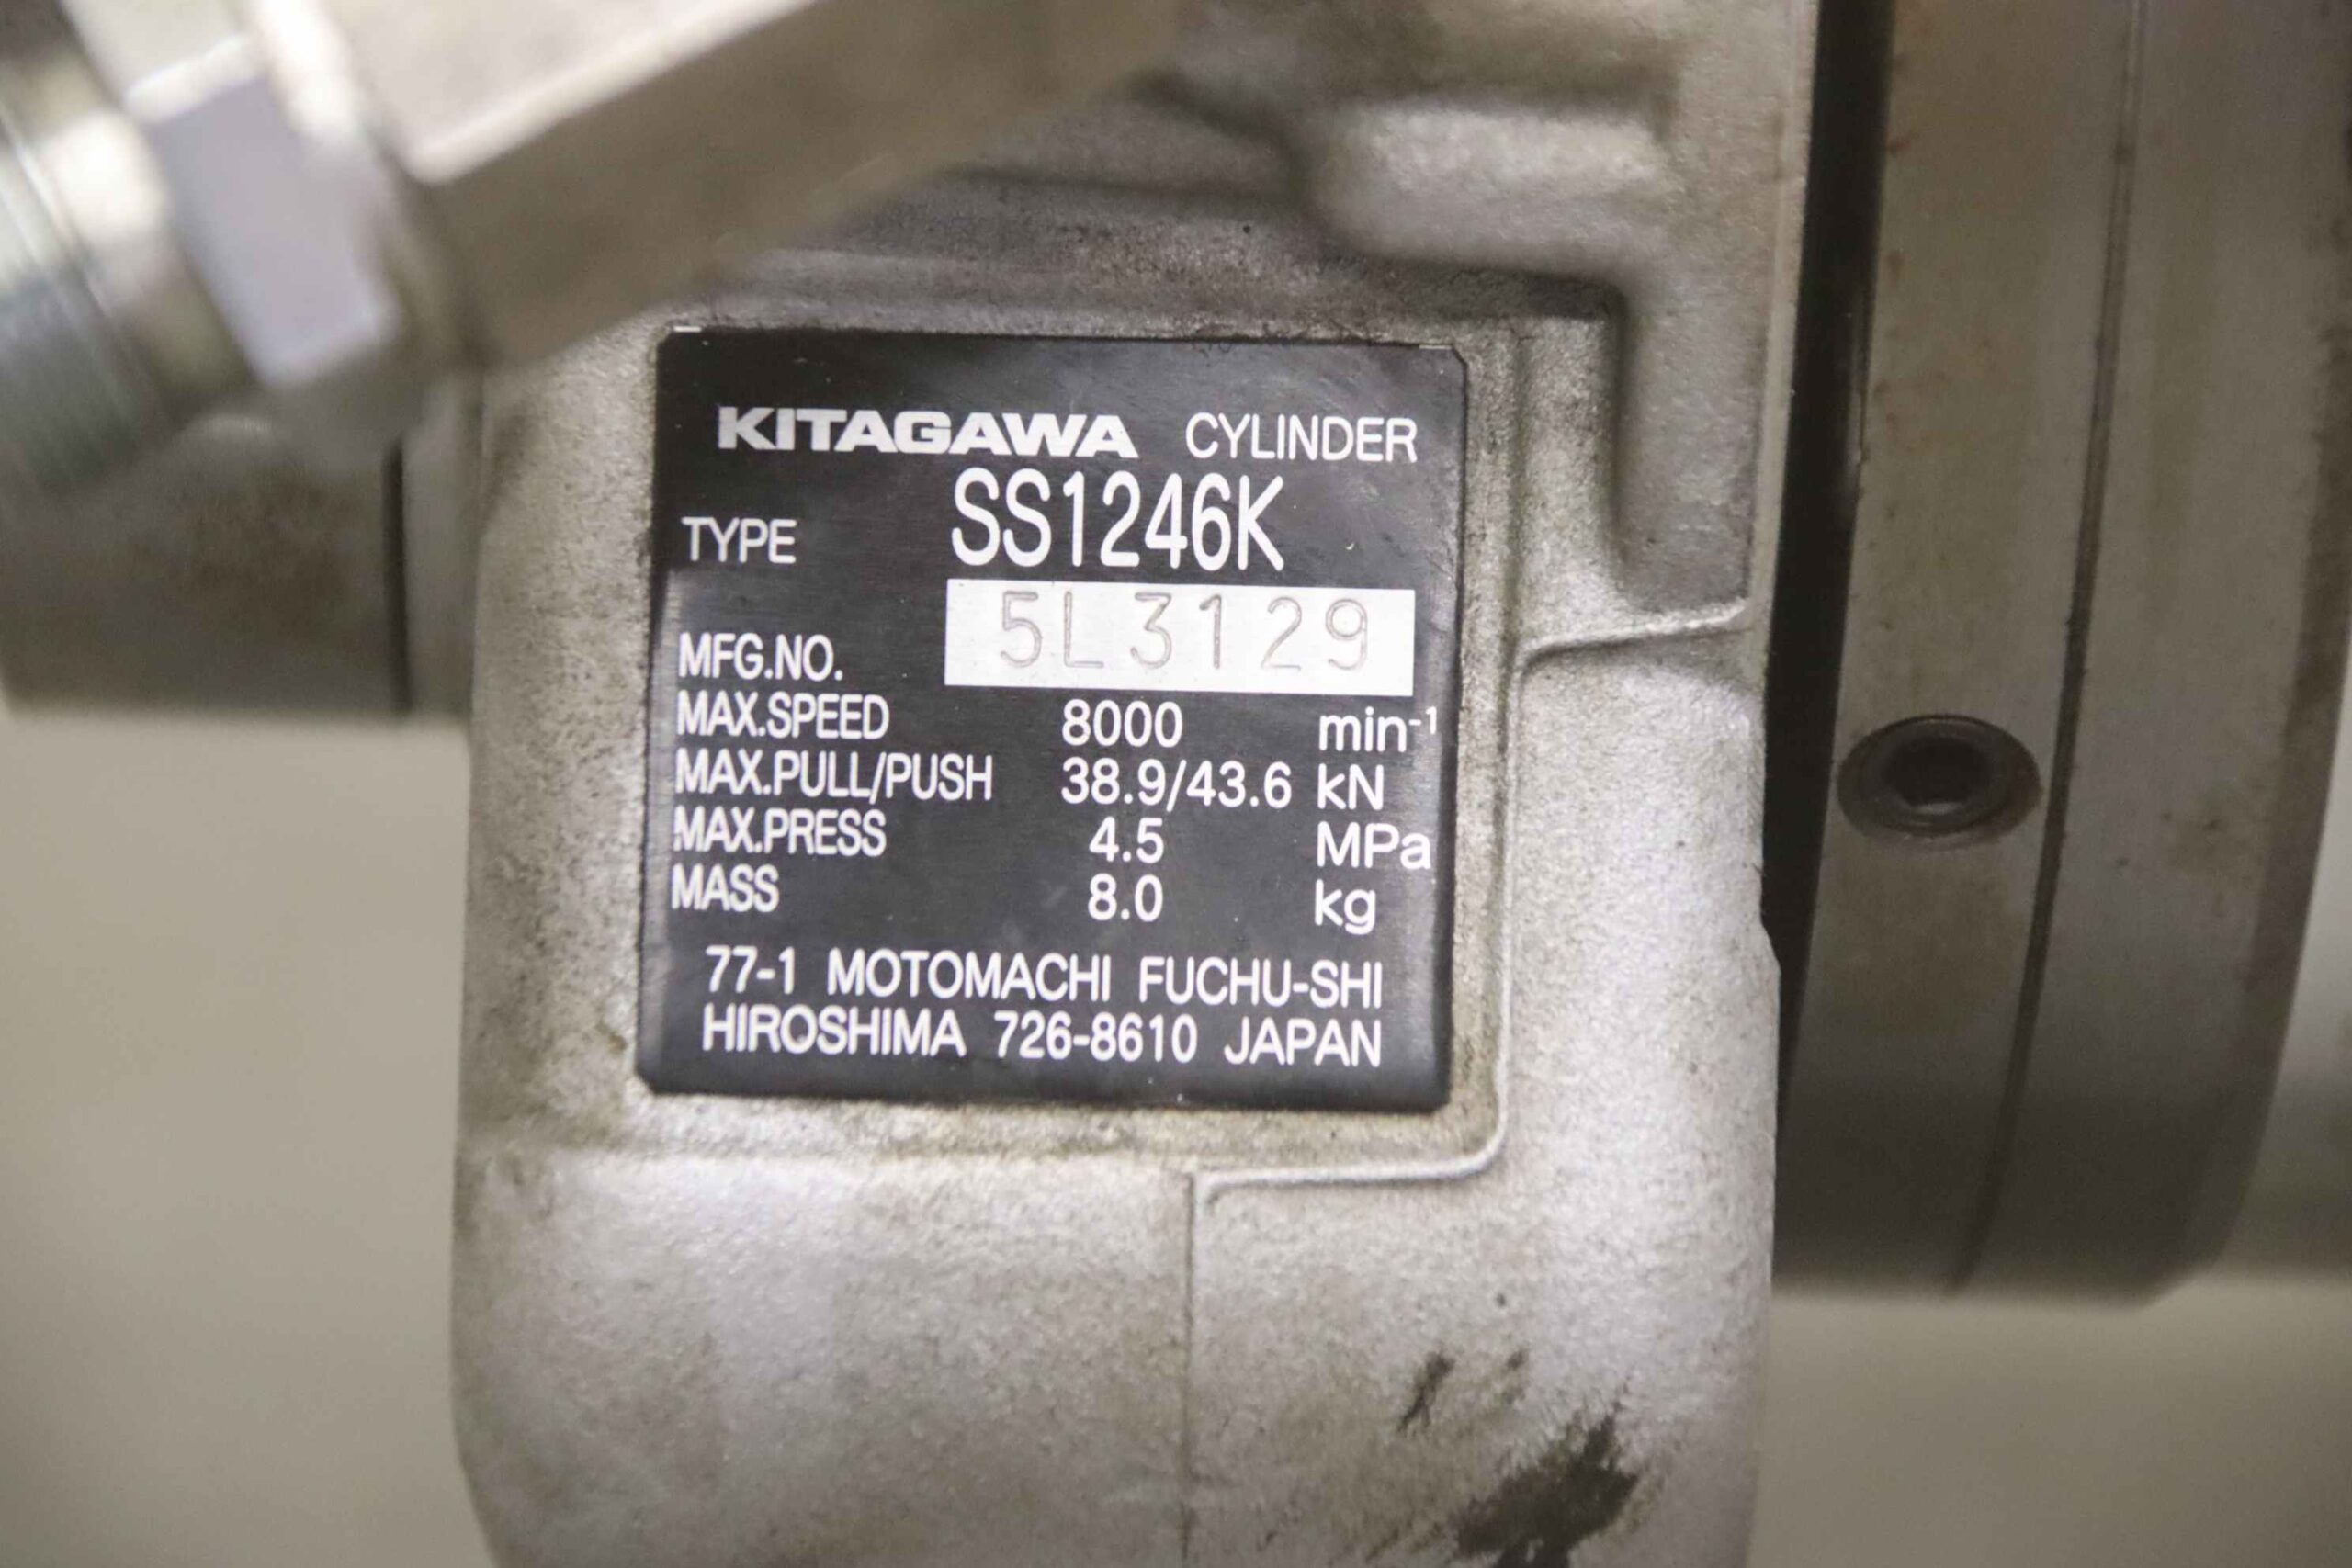 KITAGAWA CYLINDER
TYPE SS1246K
MFG.NO. 5L3129
MAX.SPEED 8000 min⁻¹
MAX.PULL/PUSH 38.9/43.6 kN
MAX.PRESS 4.5 MPa
MASS 8.0 kg
77-1 MOTOMACHI FUCHU-SHI
HIROSHIMA 726-8610 JAPAN